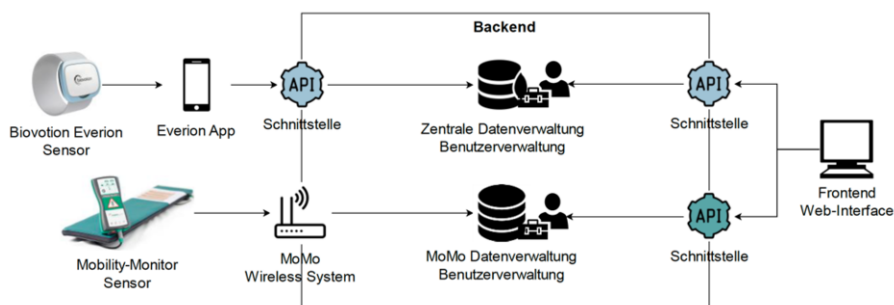 Backend
API
API
Biovotion Everion
Sensor
Everion App
Schnittstelle
Zentrale Datenverwaltung
Benutzerverwaltung
Schnittstelle
API
Frontend
Web-Interface
Mobility-Monitor
Sensor
MoMo
Wireless System
MoMo Datenverwaltung
Benutzerverwaltung
Schnittstelle